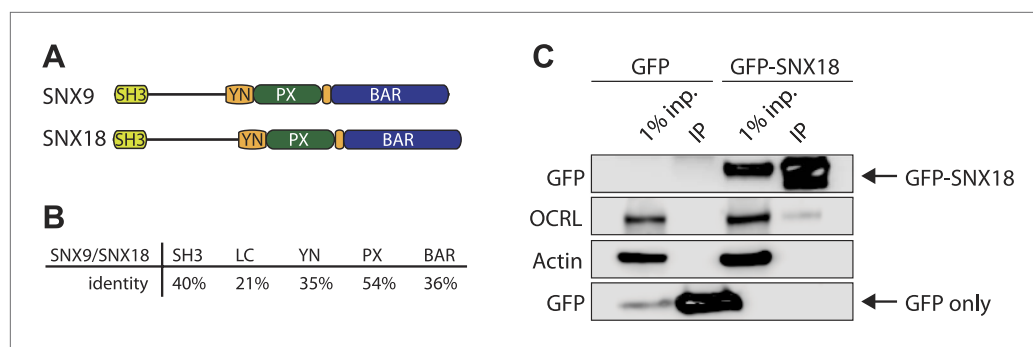 A
SNX9 SH3 YN PX BAR
SNX18 SH3 YN PX BAR
B
SNX9/SNX18 SH3 LC YN PX BAR
identity 40% 21% 35% 54% 36%
C
GFP GFP-SNX18
1% inp. IP 1% inp. IP
GFP GFP-SNX18
OCRL
Actin
GFP GFP only